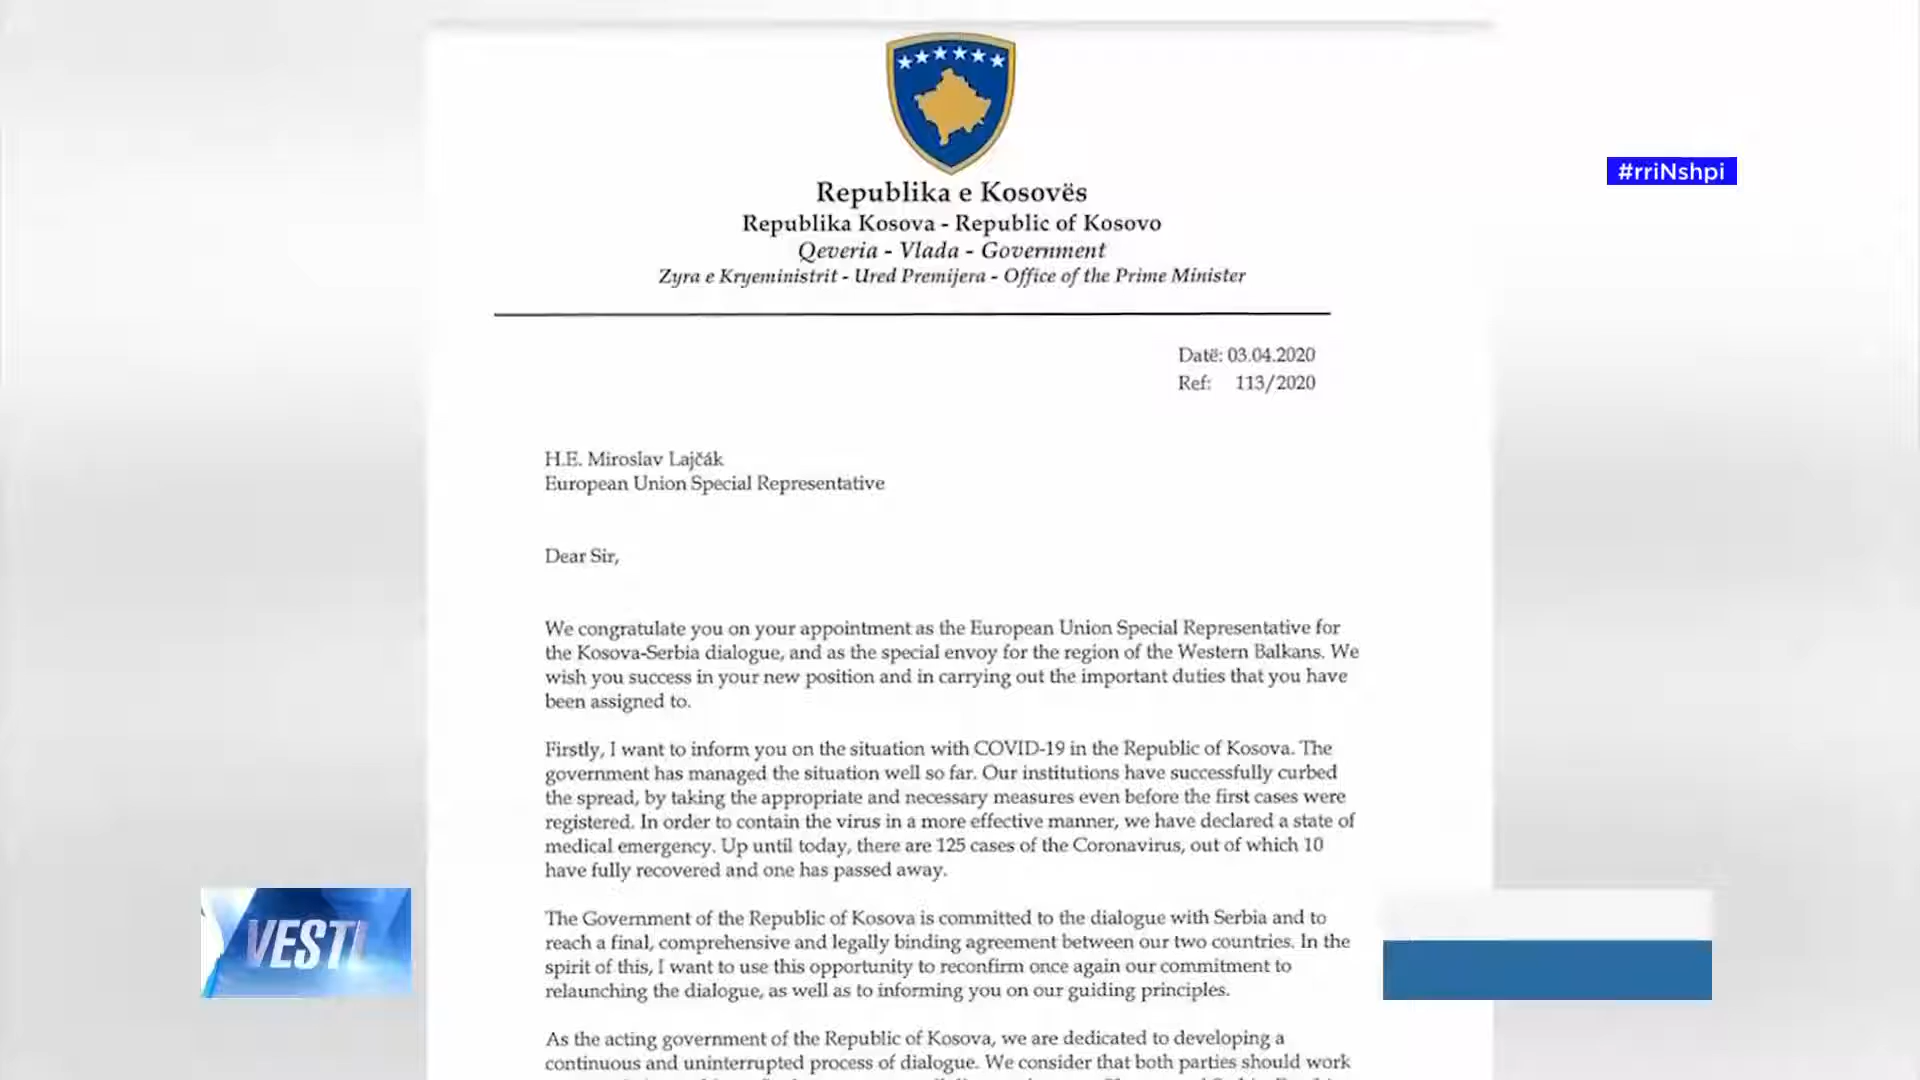 #rriNshpi
Republika e Kosovës
Republika Kosova - Republic of Kosovo
Qeveria - Vlada - Government
Zyra e Kryeministrit - Ured Premijera - Office of the Prime Minister
Datë: 03.04.2020
Ref: 113/2020
H.E. Miroslav Lajčák
European Union Special Representative
Dear Sir,
We congratulate you on your appointment as the European Union Special Representative for
the Kosova-Serbia dialogue, and as the special envoy for the region of the Western Balkans. We
wish you success in your new position and in carrying out the important duties that you have
been assigned to.
Firstly, I want to inform you on the situation with COVID-19 in the Republic of Kosova. The
government has managed the situation well so far. Our institutions have successfully curbed
the spread, by taking the appropriate and necessary measures even before the first cases were
registered. In order to contain the virus in a more effective manner, we have declared a state of
medical emergency. Up until today, there are 125 cases of the Coronavirus, out of which 10
have fully recovered and one has passed away.
The Government of the Republic of Kosova is committed to the dialogue with Serbia and to
reach a final, comprehensive and legally binding agreement between our two countries. In the
spirit of this, I want to use this opportunity to reconfirm once again our commitment to
relaunching the dialogue, as well as to informing you on our guiding principles.
As the acting government of the Republic of Kosova, we are dedicated to developing a
continuous and uninterrupted process of dialogue. We consider that both parties should work
VESTI